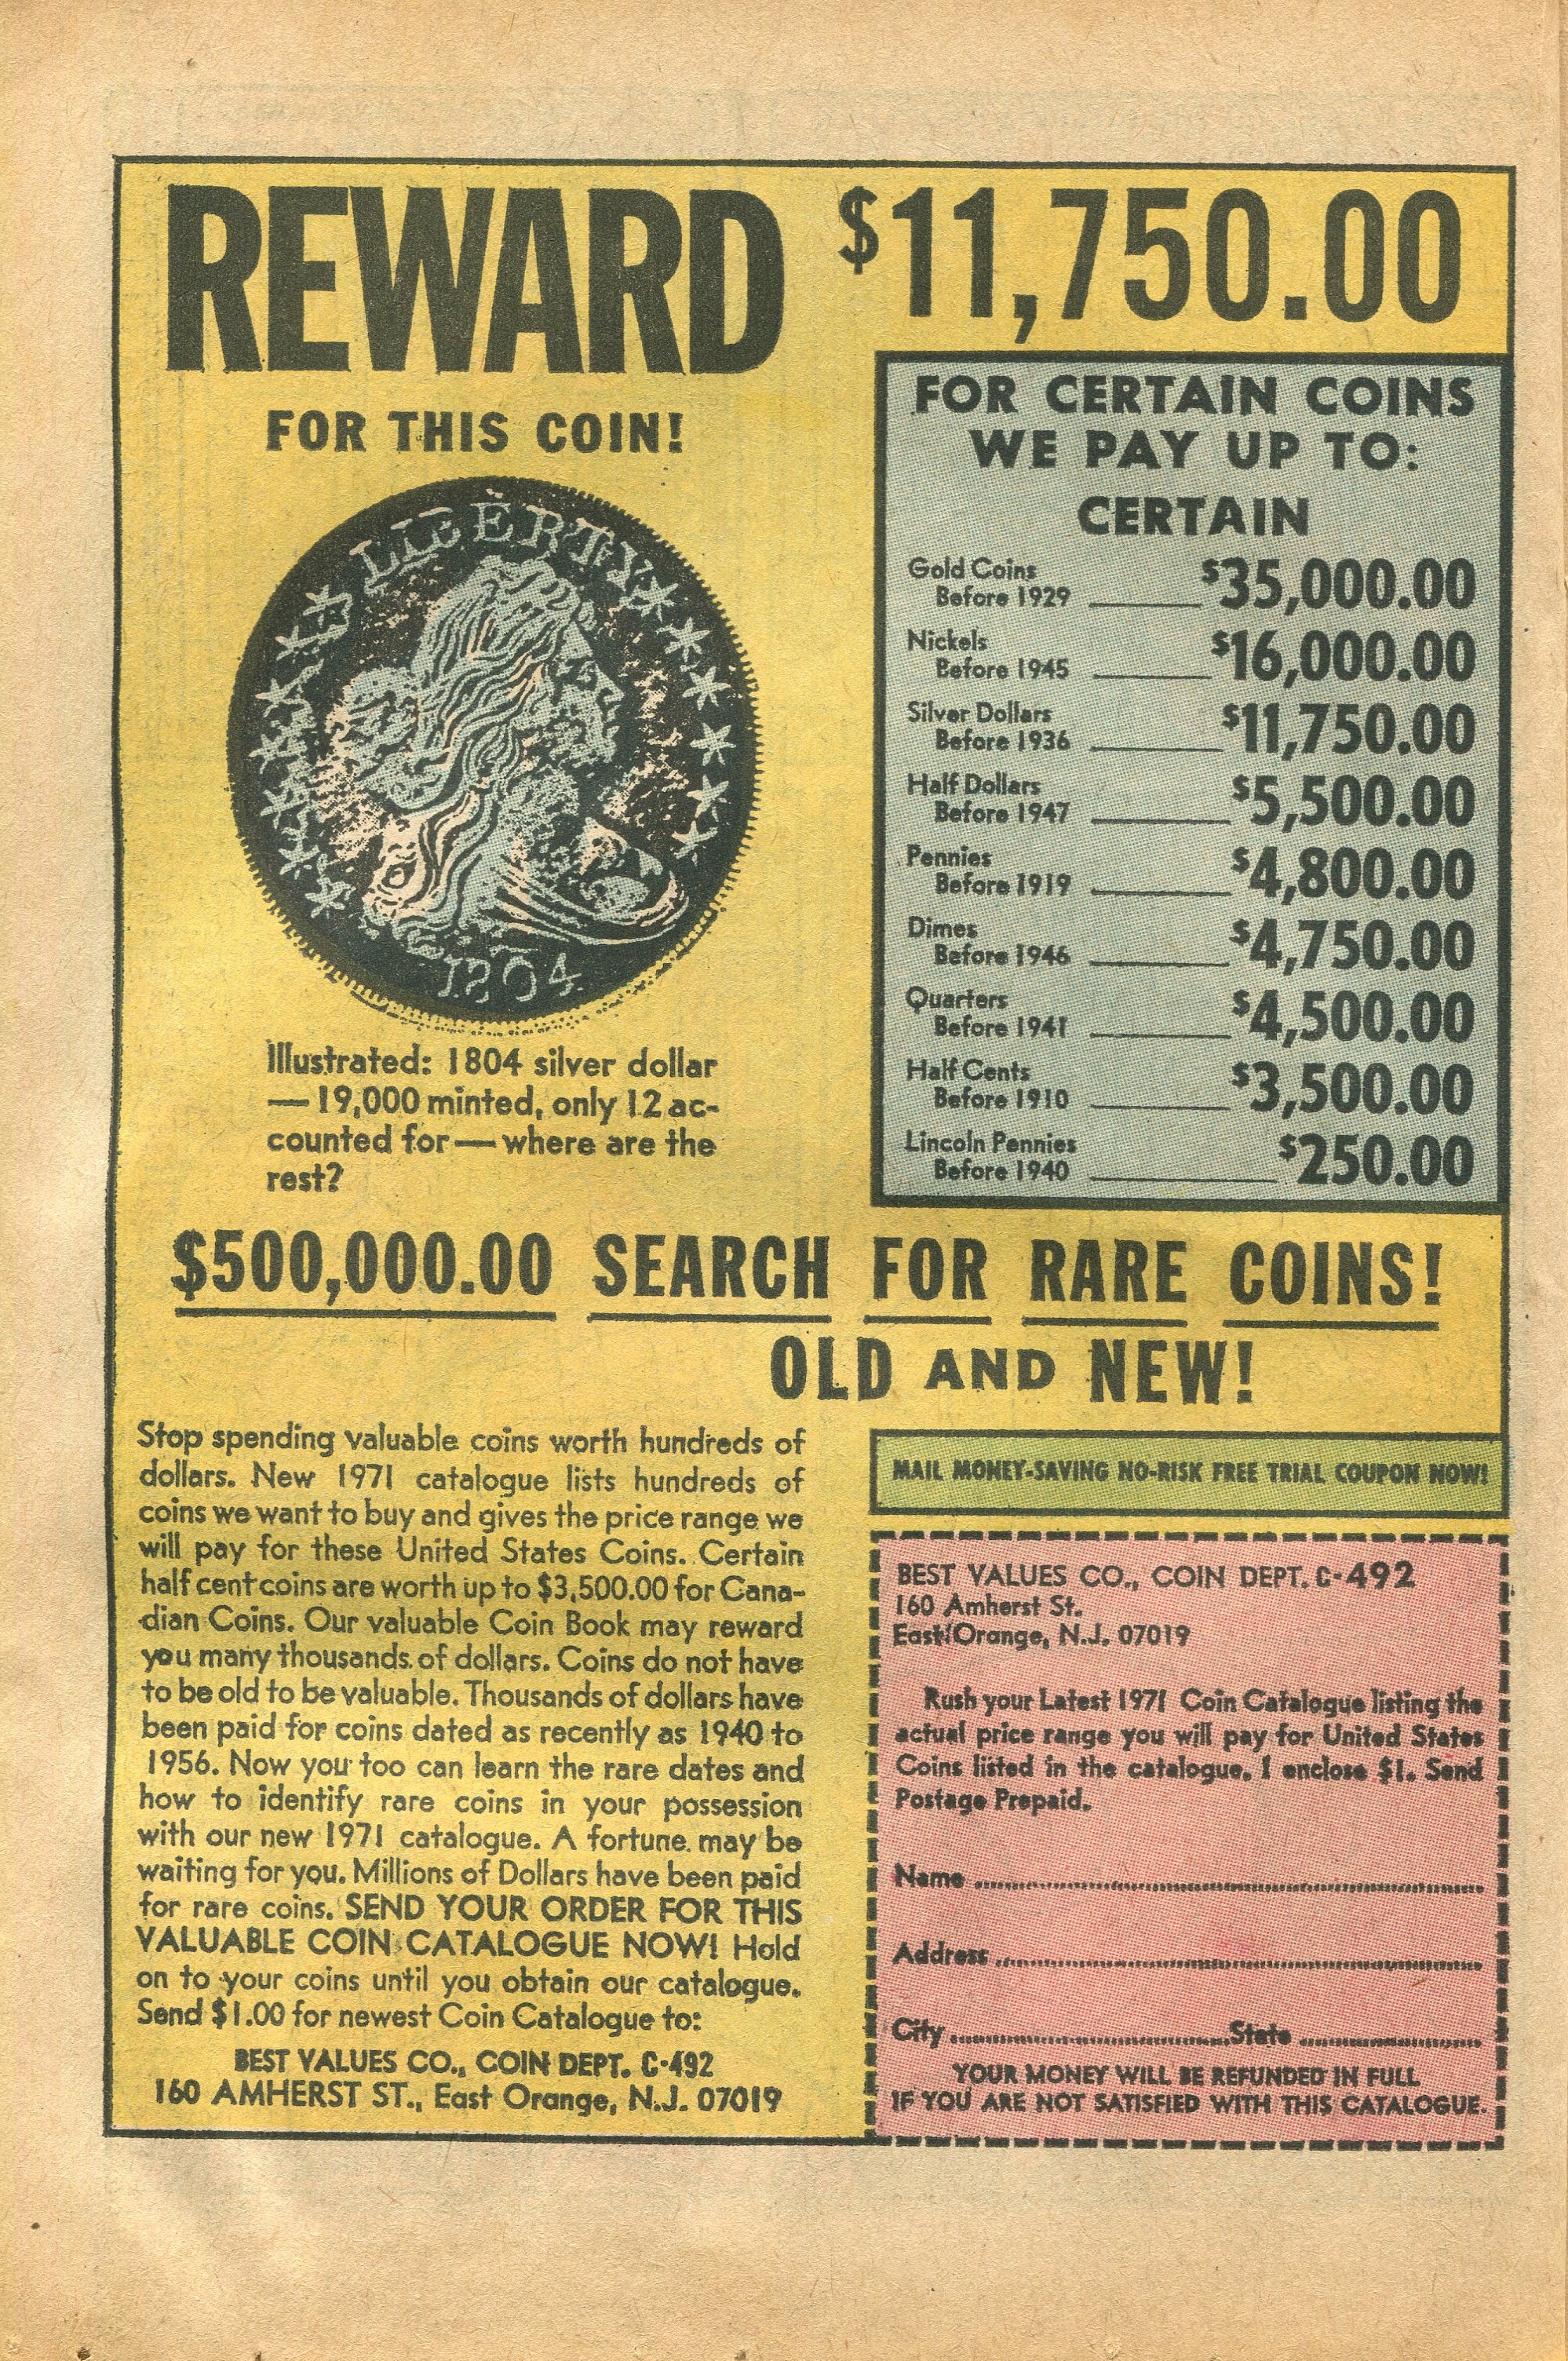 REWARD $11,750.00
FOR THIS COIN!
LIBERTY
1804
Illustrated: 1804 silver dollar
— 19,000 minted, only 12 ac-
counted for — where are the
rest?
FOR CERTAIN COINS
WE PAY UP TO:
CERTAIN
Gold Coins
Before 1929 $35,000.00
Nickels
Before 1945 $16,000.00
Silver Dollars
Before 1936 $11,750.00
Half Dollars
Before 1947 $5,500.00
Pennies
Before 1919 $4,800.00
Dimes
Before 1946 $4,750.00
Quarters
Before 1941 $4,500.00
Half Cents
Before 1910 $3,500.00
Lincoln Pennies
Before 1940 $250.00
$500,000.00 SEARCH FOR RARE COINS!
OLD AND NEW!
Stop spending valuable coins worth hundreds of
dollars. New 1971 catalogue lists hundreds of
coins we want to buy and gives the price range we
will pay for these United States Coins. Certain
half cent coins are worth up to $3,500.00 for Cana-
dian Coins. Our valuable Coin Book may reward
you many thousands of dollars. Coins do not have
to be old to be valuable. Thousands of dollars have
been paid for coins dated as recently as 1940 to
1956. Now you too can learn the rare dates and
how to identify rare coins in your possession
with our new 1971 catalogue. A fortune may be
waiting for you. Millions of Dollars have been paid
for rare coins. SEND YOUR ORDER FOR THIS
VALUABLE COIN CATALOGUE NOW! Hold
on to your coins until you obtain our catalogue.
Send $1.00 for newest Coin Catalogue to:
BEST VALUES CO., COIN DEPT. C-492
160 AMHERST ST., East Orange, N.J. 07019
MAIL MONEY-SAVING NO-RISK FREE TRIAL COUPON NOW!
BEST VALUES CO., COIN DEPT. C-492
160 Amherst St.
East Orange, N.J. 07019
Rush your Latest 1971 Coin Catalogue listing the
actual price range you will pay for United States
Coins listed in the catalogue. I enclose $1. Send
Postage Prepaid.
Name
Address
City State
YOUR MONEY WILL BE REFUNDED IN FULL
IF YOU ARE NOT SATISFIED WITH THIS CATALOGUE.